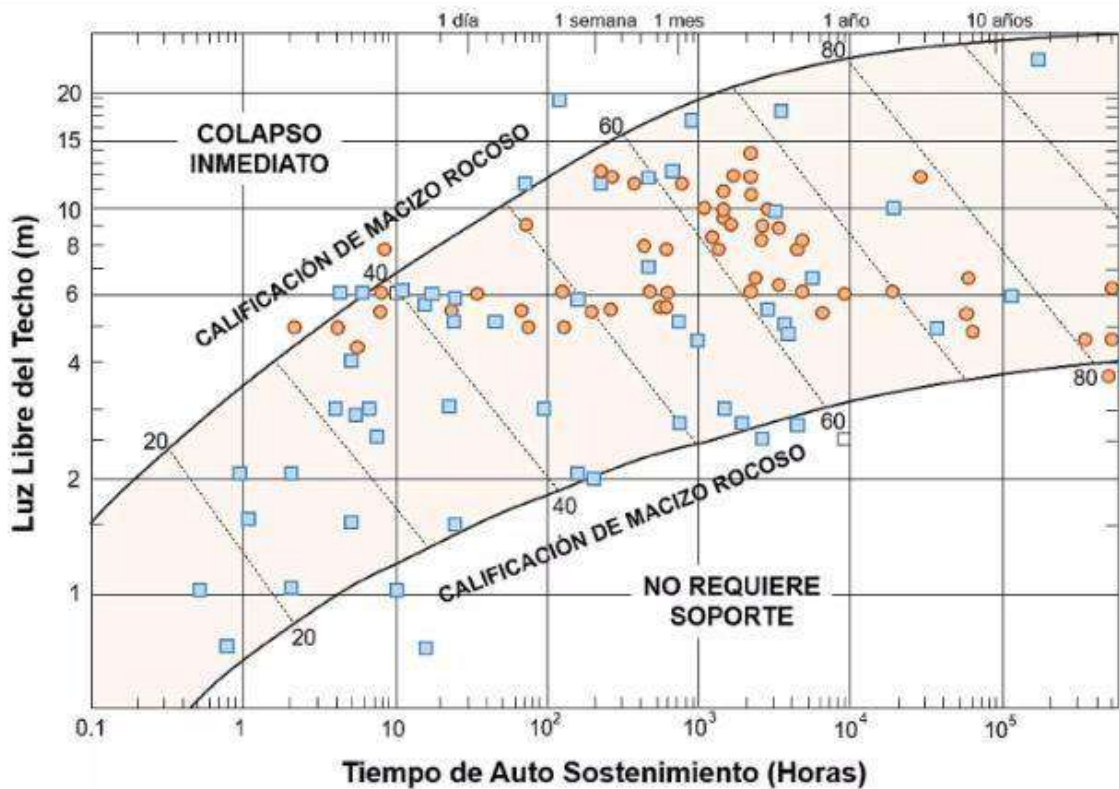 1 día 1 semana 1 mes 1 año 10 años
80
20
COLAPSO
INMEDIATO
60
15
CALIFICACIÓN DE MACIZO ROCOSO
10
8
40
6
4
80
20
60
2
40
CALIFICACIÓN DE MACIZO ROCOSO
NO REQUIERE
SOPORTE
1
20
Luz Libre del Techo (m)
0.1 1 10 10² 10³ 10⁴ 10⁵
Tiempo de Auto Sostenimiento (Horas)